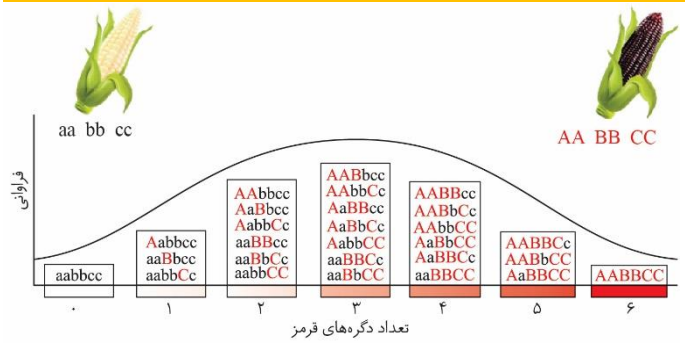 aa bb cc
AA BB CC
فراوانی
aabbcc
Aabbcc
aaBbcc
aabbCc
AAbbcc
AaBbcc
AabbCc
aaBBcc
aaBbCc
aabbCC
AABbcc
AAbbCc
AaBBcc
AaBbCc
AabbCC
aaBBCc
aaBbCC
AABBcc
AABbCc
AAbbCC
AaBbCC
AaBBCc
aaBBCC
AABBCc
AABbCC
AaBBCC
AABBCC
۰ ۱ ۲ ۳ ۴ ۵ ۶
تعداد دگره‌های قرمز